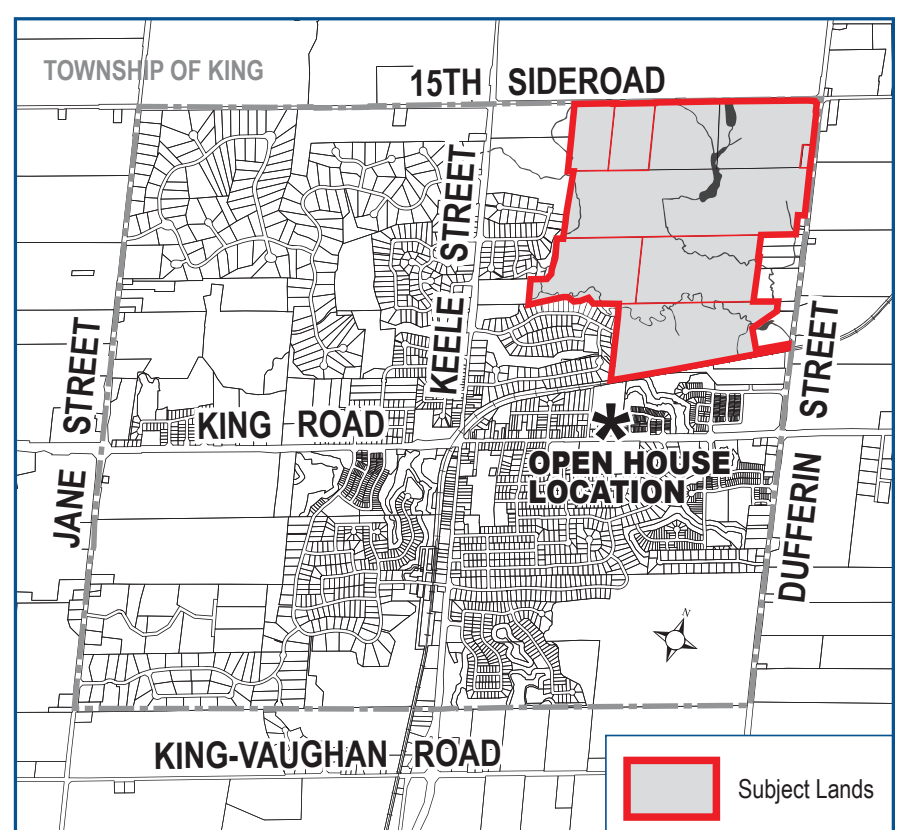 TOWNSHIP OF KING
15TH SIDEROAD
KEELE STREET
JANE STREET
KING ROAD
DUFFERIN STREET
OPEN HOUSE
LOCATION
N
KING-VAUGHAN ROAD
Subject Lands